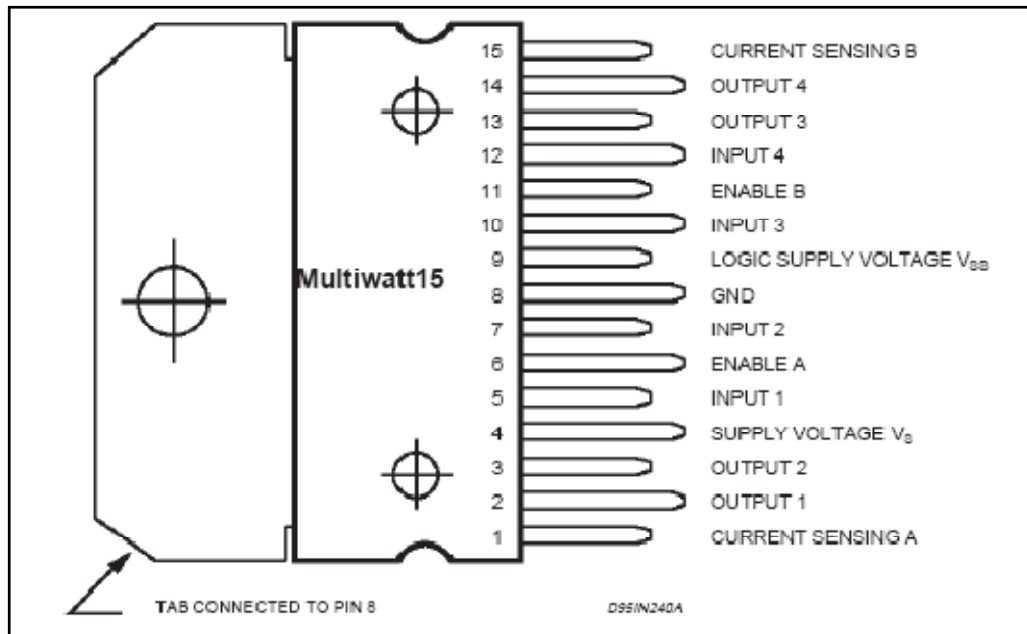 15 CURRENT SENSING B
14 OUTPUT 4
13 OUTPUT 3
12 INPUT 4
11 ENABLE B
10 INPUT 3
9 LOGIC SUPPLY VOLTAGE VSS
8 GND
7 INPUT 2
6 ENABLE A
5 INPUT 1
4 SUPPLY VOLTAGE VS
3 OUTPUT 2
2 OUTPUT 1
1 CURRENT SENSING A
Multiwatt15
TAB CONNECTED TO PIN 8
D95IN240A